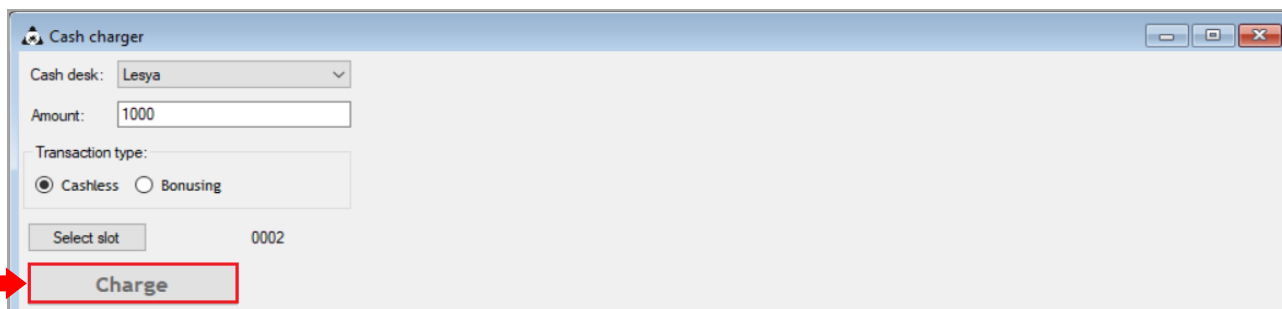 Cash charger
Cash desk: Lesya
Amount: 1000
Transaction type:
Cashless Bonusing
Select slot 0002
Charge